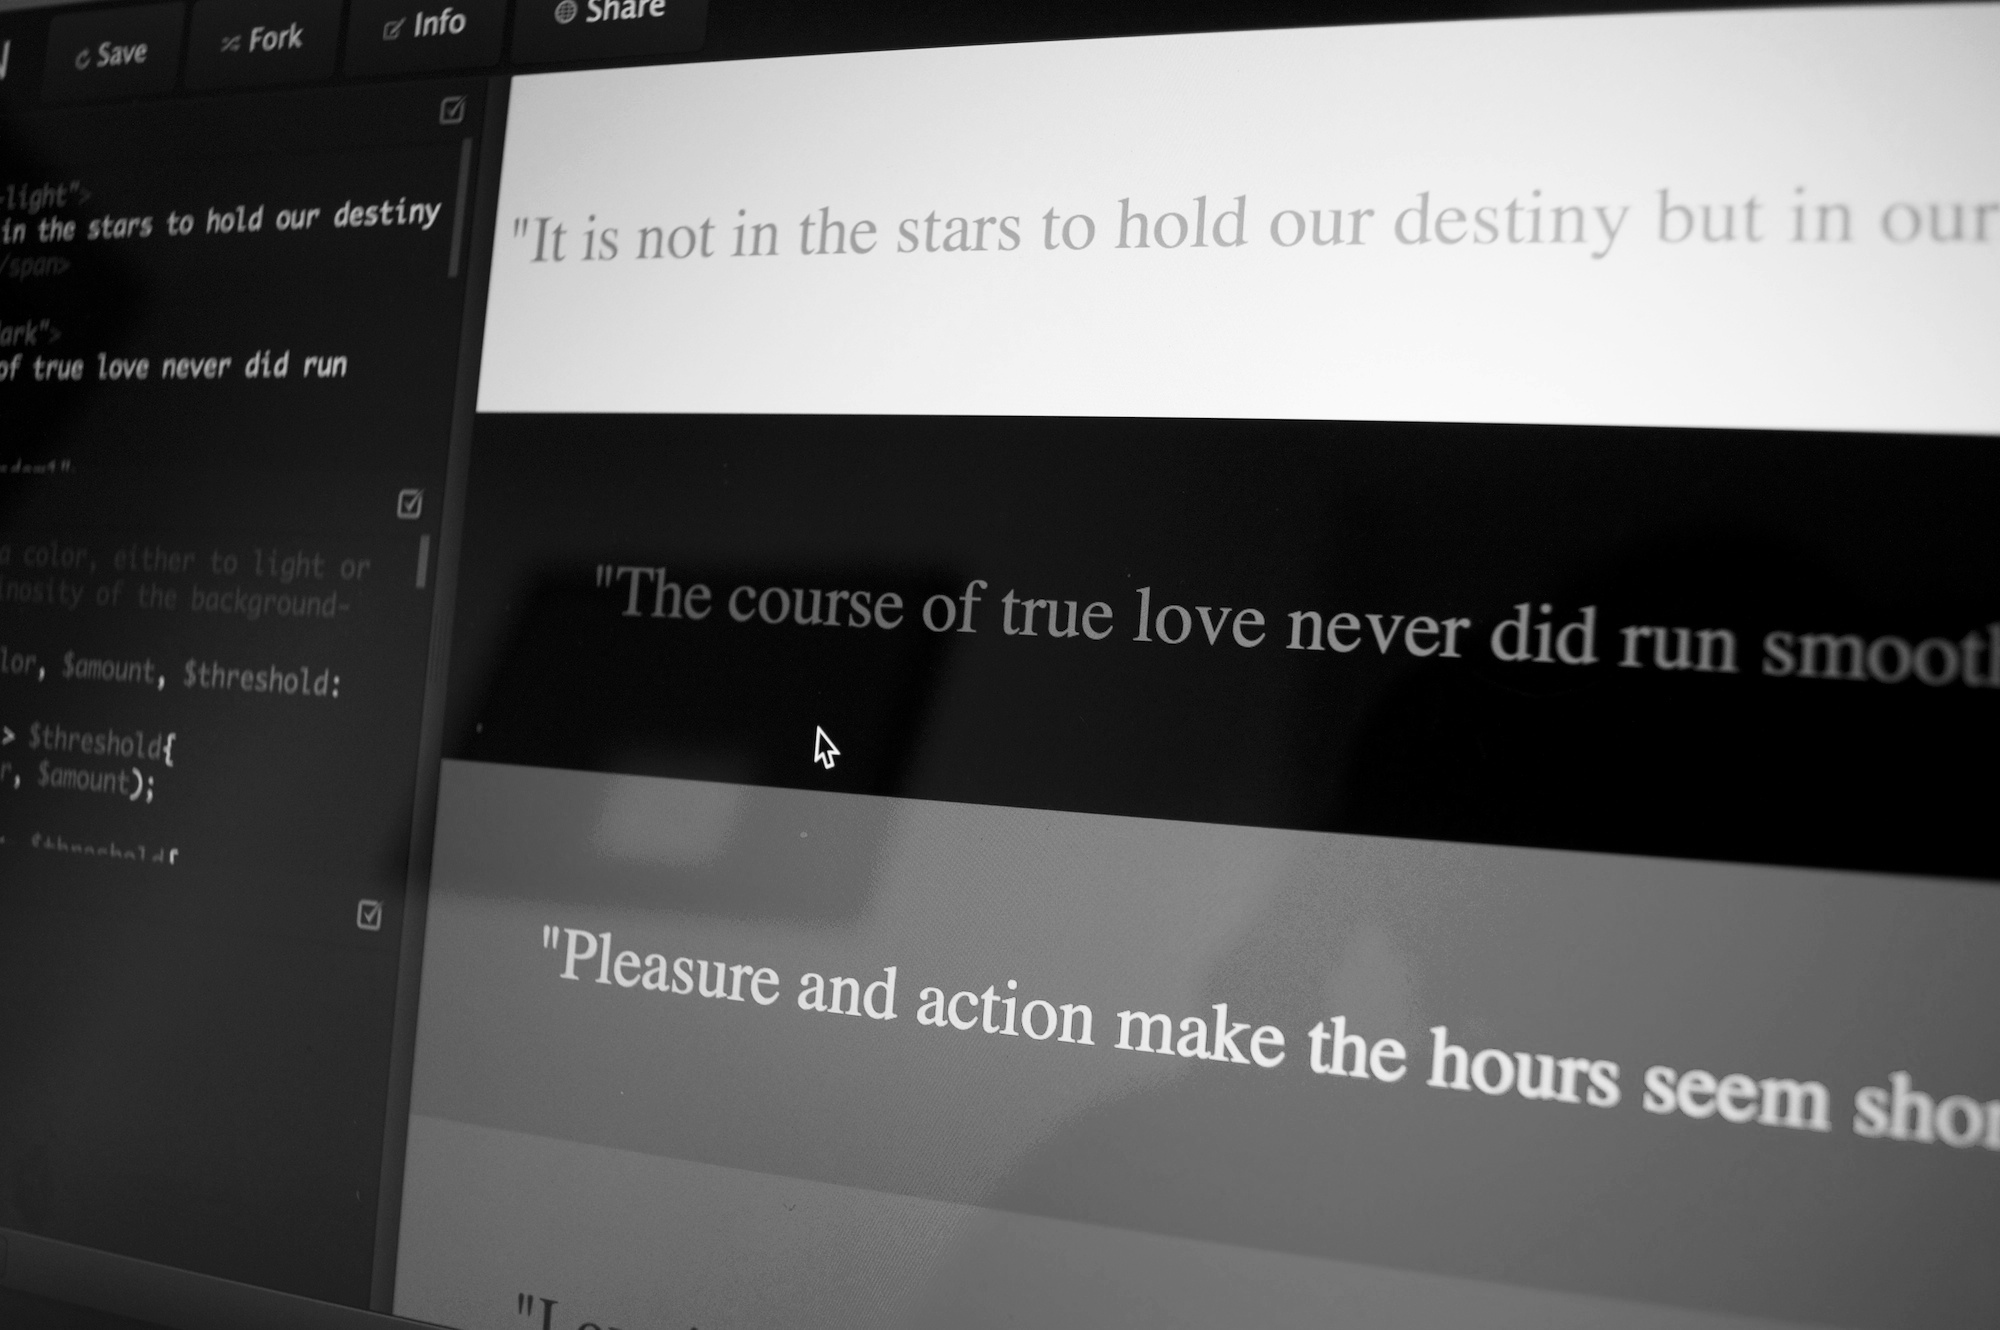 Save
Fork
Info
Share
-light">
in the stars to hold our destiny
/span>
ark">
of true love never did run
a color, either to light or
inosity of the background-
lor, $amount, $threshold:
> $threshold{
r, $amount);
$threshold{
"It is not in the stars to hold our destiny but in our
"The course of true love never did run smooth
"Pleasure and action make the hours seem shor